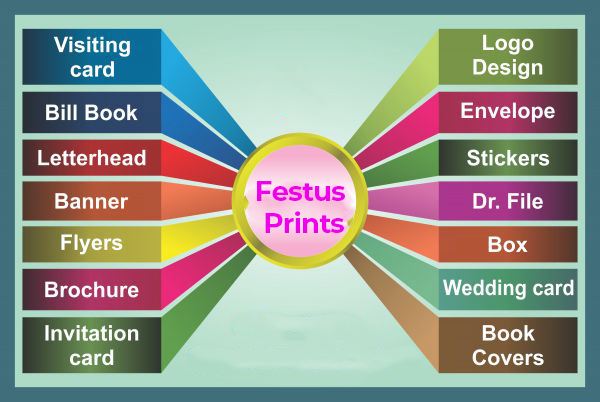 Visiting
card
Bill Book
Letterhead
Banner
Flyers
Brochure
Invitation
card
Festus
Prints
Logo
Design
Envelope
Stickers
Dr. File
Box
Wedding card
Book
Covers